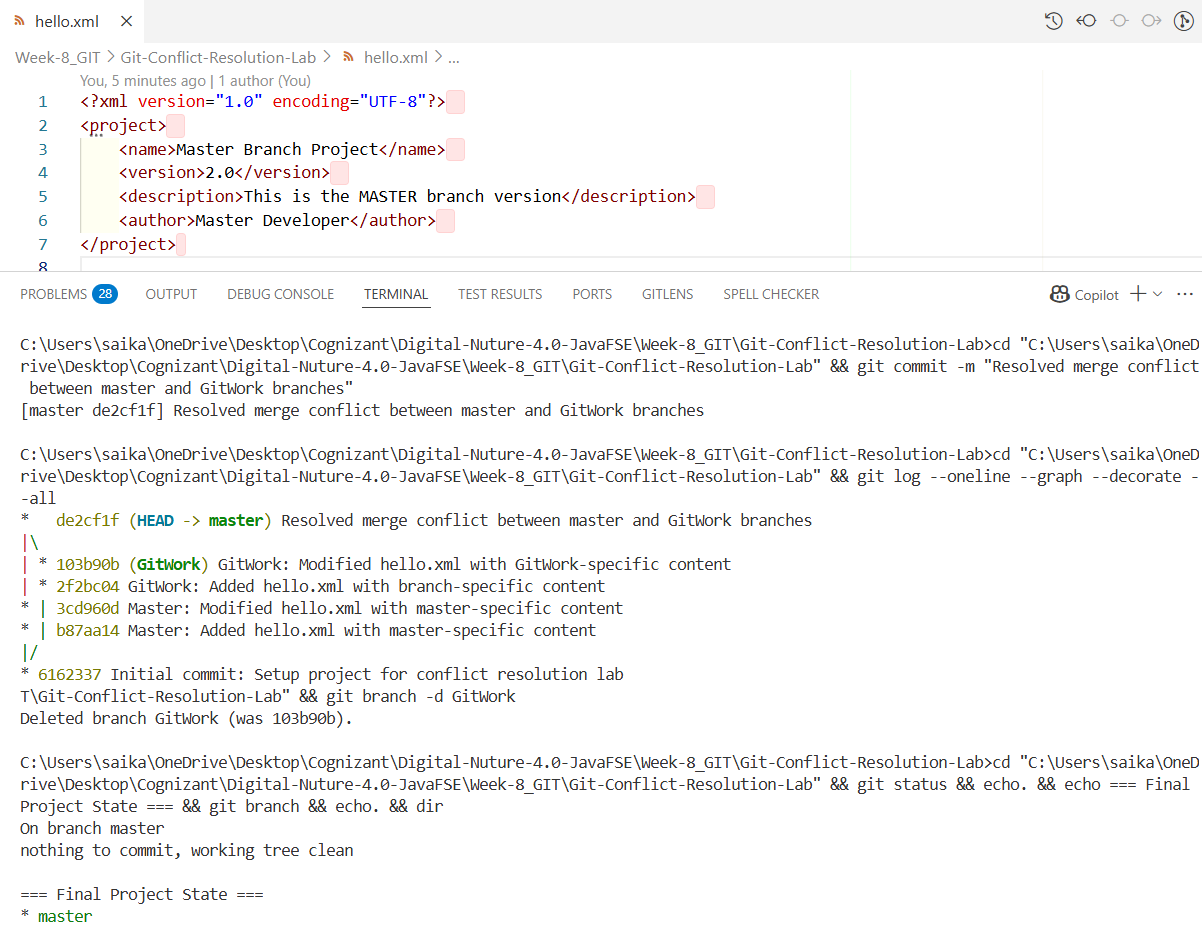 hello.xml
Week-8_GIT > Git-Conflict-Resolution-Lab > hello.xml > ...
You, 5 minutes ago | 1 author (You)
1 <?xml version="1.0" encoding="UTF-8"?>
2 <project>
3     <name>Master Branch Project</name>
4     <version>2.0</version>
5     <description>This is the MASTER branch version</description>
6     <author>Master Developer</author>
7 </project>
8
PROBLEMS 28 OUTPUT DEBUG CONSOLE TERMINAL TEST RESULTS PORTS GITLENS SPELL CHECKER Copilot
C:\Users\saika\OneDrive\Desktop\Cognizant\Digital-Nuture-4.0-JavaFSE\Week-8_GIT\Git-Conflict-Resolution-Lab>cd "C:\Users\saika\OneD
rive\Desktop\Cognizant\Digital-Nuture-4.0-JavaFSE\Week-8_GIT\Git-Conflict-Resolution-Lab" && git commit -m "Resolved merge conflict
 between master and GitWork branches"
[master de2cf1f] Resolved merge conflict between master and GitWork branches
C:\Users\saika\OneDrive\Desktop\Cognizant\Digital-Nuture-4.0-JavaFSE\Week-8_GIT\Git-Conflict-Resolution-Lab>cd "C:\Users\saika\OneD
rive\Desktop\Cognizant\Digital-Nuture-4.0-JavaFSE\Week-8_GIT\Git-Conflict-Resolution-Lab" && git log --oneline --graph --decorate -
-all
*   de2cf1f (HEAD -> master) Resolved merge conflict between master and GitWork branches
|\
| * 103b90b (GitWork) GitWork: Modified hello.xml with GitWork-specific content
| * 2f2bc04 GitWork: Added hello.xml with branch-specific content
* | 3cd960d Master: Modified hello.xml with master-specific content
* | b87aa14 Master: Added hello.xml with master-specific content
|/
* 6162337 Initial commit: Setup project for conflict resolution lab
T\Git-Conflict-Resolution-Lab" && git branch -d GitWork
Deleted branch GitWork (was 103b90b).
C:\Users\saika\OneDrive\Desktop\Cognizant\Digital-Nuture-4.0-JavaFSE\Week-8_GIT\Git-Conflict-Resolution-Lab>cd "C:\Users\saika\OneD
rive\Desktop\Cognizant\Digital-Nuture-4.0-JavaFSE\Week-8_GIT\Git-Conflict-Resolution-Lab" && git status && echo. && echo === Final
Project State === && git branch && echo. && dir
On branch master
nothing to commit, working tree clean
=== Final Project State ===
* master